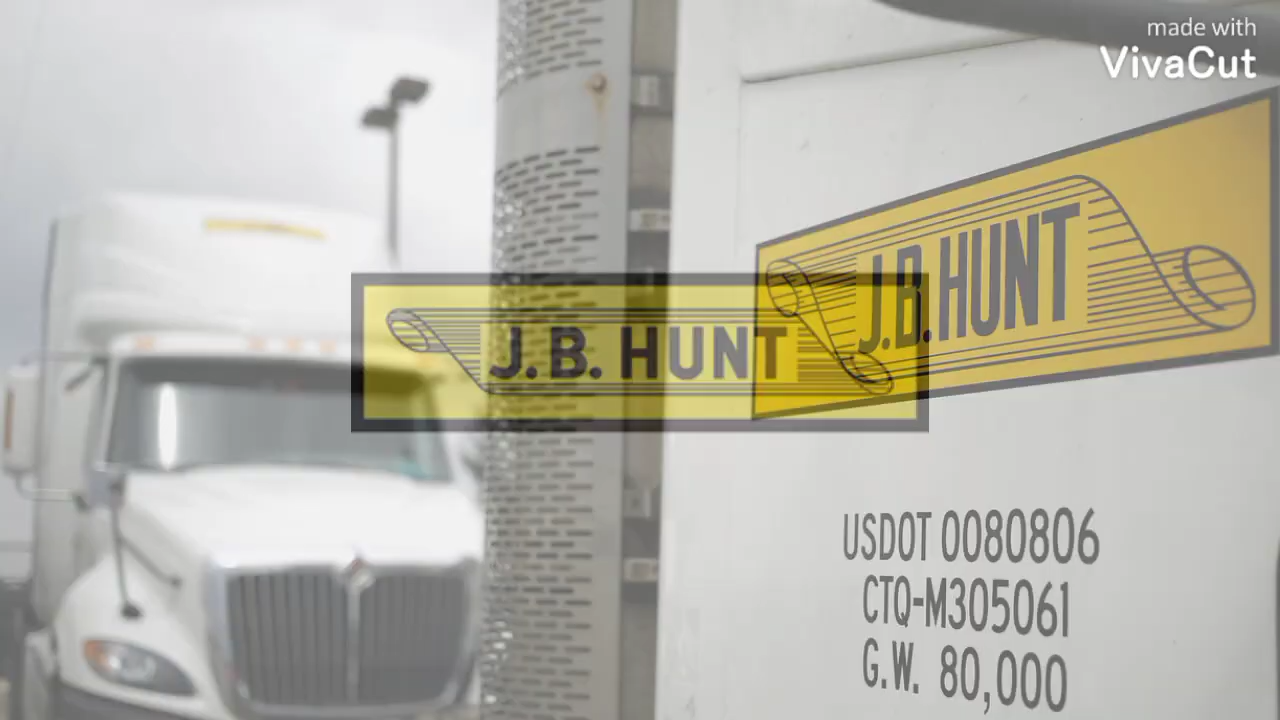 made with
VivaCut
J.B. HUNT
J.B. HUNT
USDOT 0080806
CTQ-M305061
G.W. 80,000